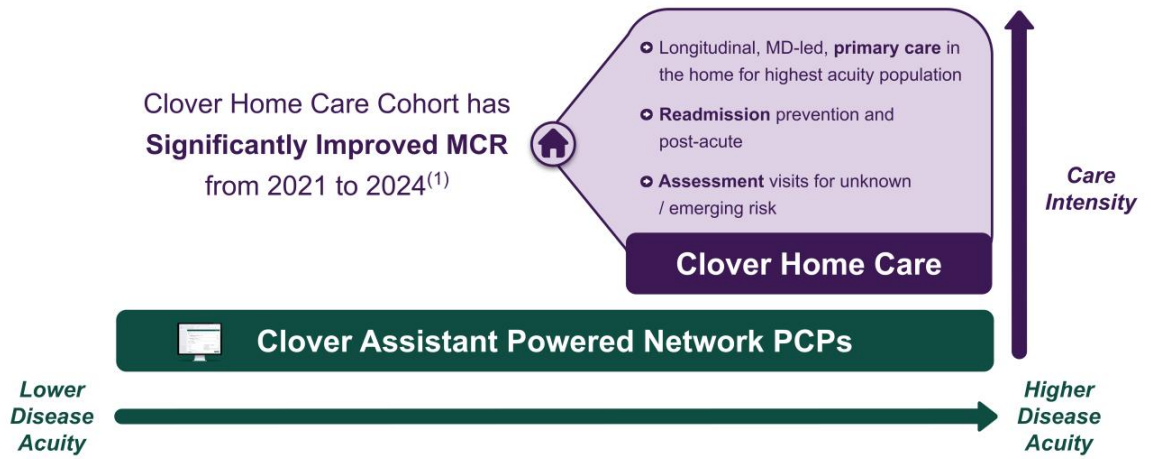 Clover Home Care Cohort has
Significantly Improved MCR
from 2021 to 2024(1)
Longitudinal, MD-led, primary care in
the home for highest acuity population
Readmission prevention and
post-acute
Assessment visits for unknown
/ emerging risk
Clover Home Care
Care
Intensity
Clover Assistant Powered Network PCPs
Lower
Disease
Acuity
Higher
Disease
Acuity